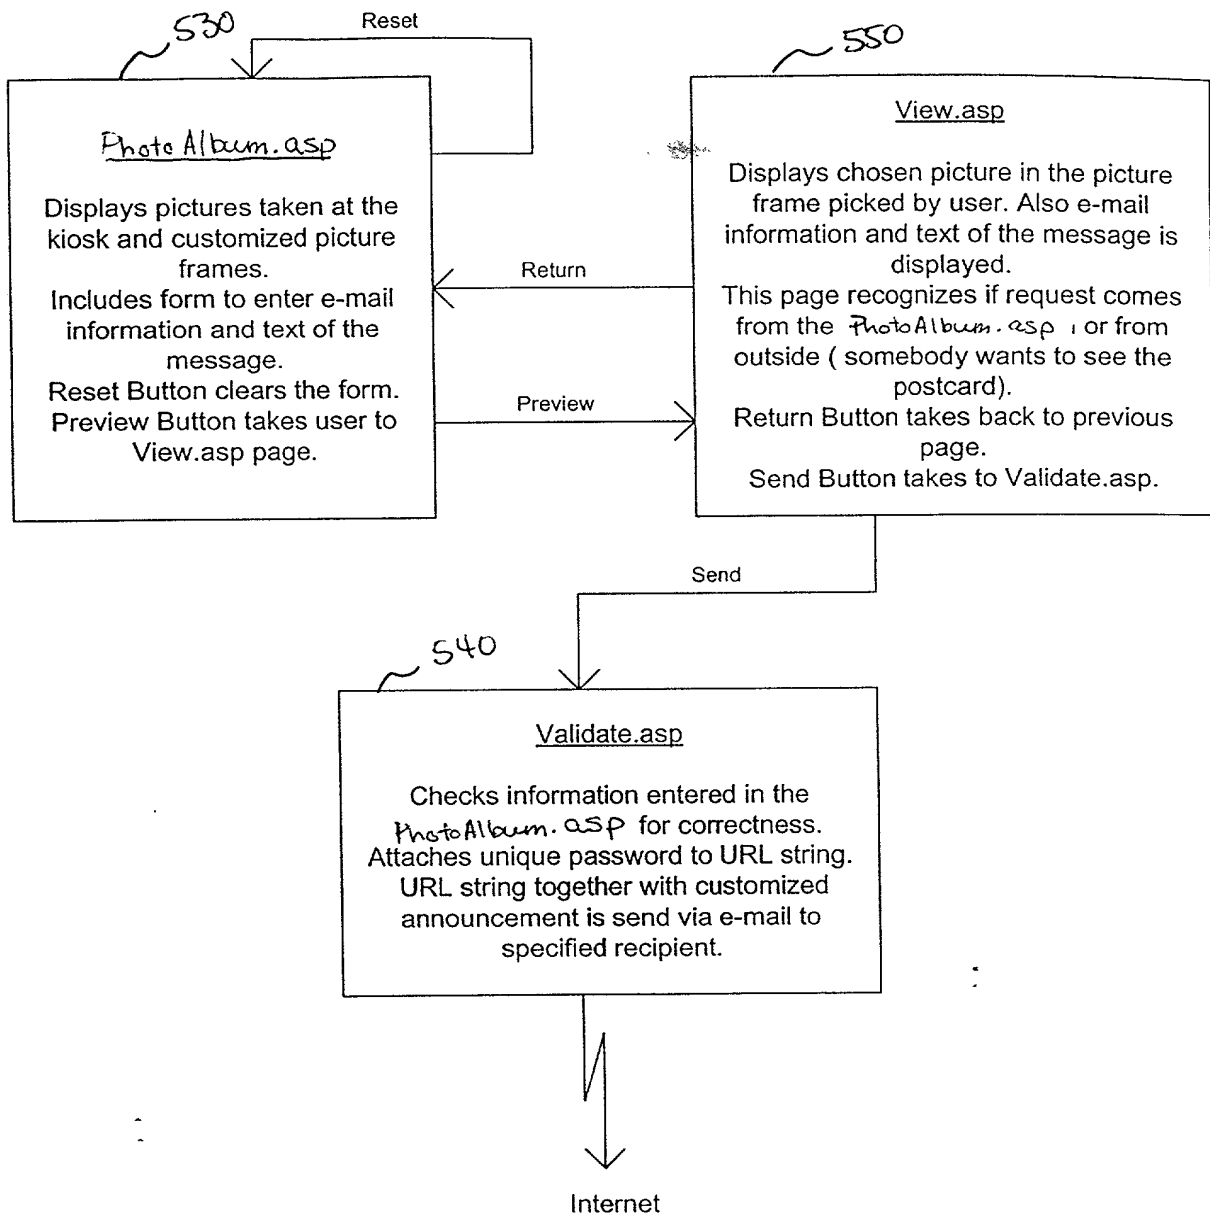 530
Reset
PhotoAlbum.asp
Displays pictures taken at the
kiosk and customized picture
frames.
Includes form to enter e-mail
information and text of the
message.
Reset Button clears the form.
Preview Button takes user to
View.asp page.
Return
Preview
550
View.asp
Displays chosen picture in the picture
frame picked by user. Also e-mail
information and text of the message is
displayed.
This page recognizes if request comes
from the PhotoAlbum.asp, or from
outside ( somebody wants to see the
postcard).
Return Button takes back to previous
page.
Send Button takes to Validate.asp.
Send
540
Validate.asp
Checks information entered in the
PhotoAlbum.asp for correctness.
Attaches unique password to URL string.
URL string together with customized
announcement is send via e-mail to
specified recipient.
Internet